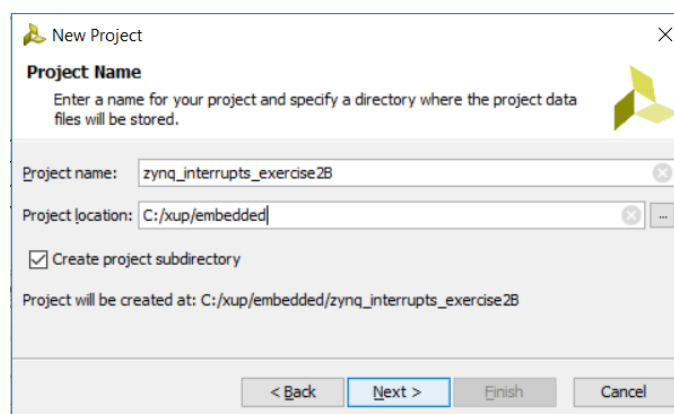 New Project
Project Name
Enter a name for your project and specify a directory where the project data
files will be stored.
Project name: zynq_interrupts_exercise2B
Project location: C:/xup/embedded
...
Create project subdirectory
Project will be created at: C:/xup/embedded/zynq_interrupts_exercise2B
< Back Next > Finish Cancel